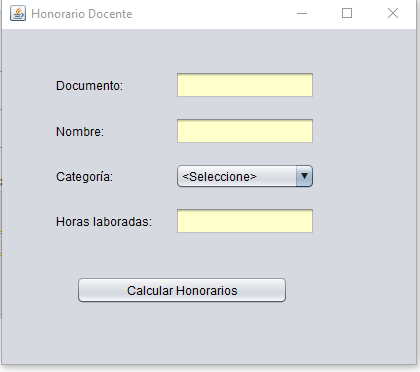 Honorario Docente
Documento:
Nombre:
Categoría: <Seleccione>
Horas laboradas:
Calcular Honorarios